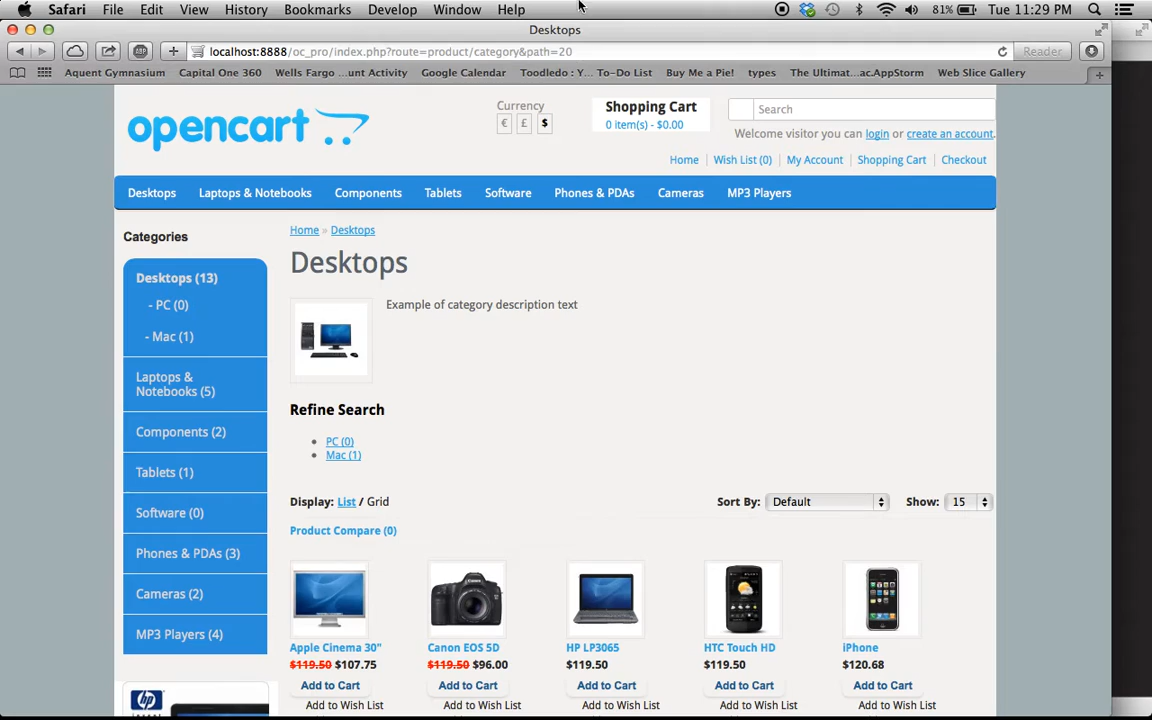 Safari File Edit View History Bookmarks Develop Window Help 81% Tue 11:29 PM
Desktops
ABP localhost:8888/oc_pro/index.php?route=product/category&path=20 Reader
Aquent Gymnasium Capital One 360 Wells Fargo ...unt Activity Google Calendar Toodledo : Y... To-Do List Buy Me a Pie! types The Ultimat...ac.AppStorm Web Slice Gallery
opencart
Currency
€ £ $
Shopping Cart
0 item(s) - $0.00
Search
Welcome visitor you can login or create an account.
Home Wish List (0) My Account Shopping Cart Checkout
Desktops Laptops & Notebooks Components Tablets Software Phones & PDAs Cameras MP3 Players
Categories
Desktops (13)
- PC (0)
- Mac (1)
Laptops &
Notebooks (5)
Components (2)
Tablets (1)
Software (0)
Phones & PDAs (3)
Cameras (2)
MP3 Players (4)
hp
Home » Desktops
Desktops
Example of category description text
Refine Search
PC (0)
Mac (1)
Display: List / Grid
Sort By: Default Show: 15
Product Compare (0)
Apple Cinema 30" Canon EOS 5D HP LP3065 HTC Touch HD iPhone
$119.50 $107.75 $119.50 $96.00 $119.50 $119.50 $120.68
Add to Cart Add to Cart Add to Cart Add to Cart Add to Cart
Add to Wish List Add to Wish List Add to Wish List Add to Wish List Add to Wish List